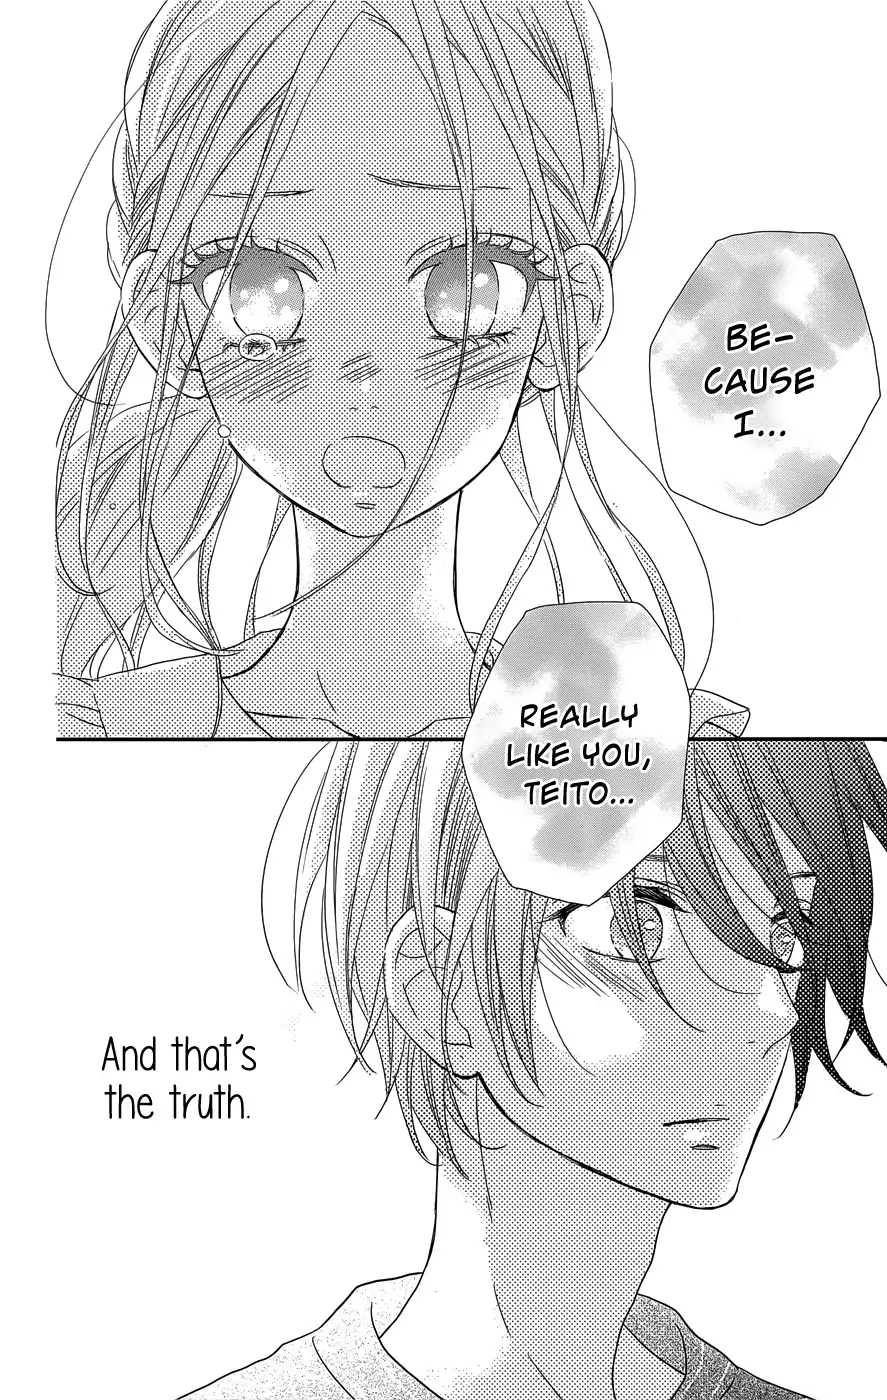 BE-
CAUSE
I...
REALLY
LIKE YOU,
TEITO...
And that's
the truth.